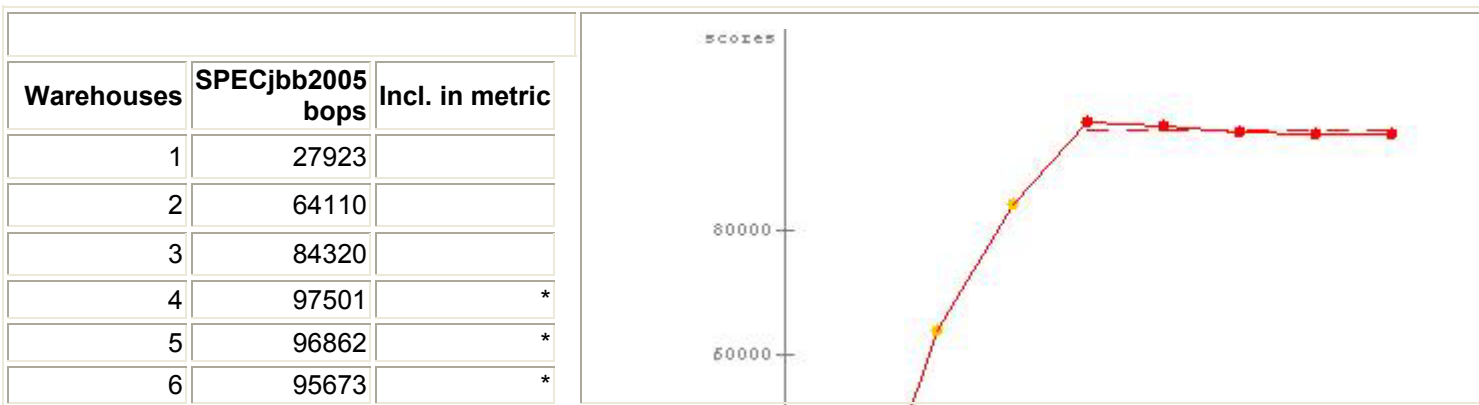 Warehouses SPECjbb2005 bops Incl. in metric
1 27923
2 64110
3 84320
4 97501 *
5 96862 *
6 95673 *
scores
80000
60000